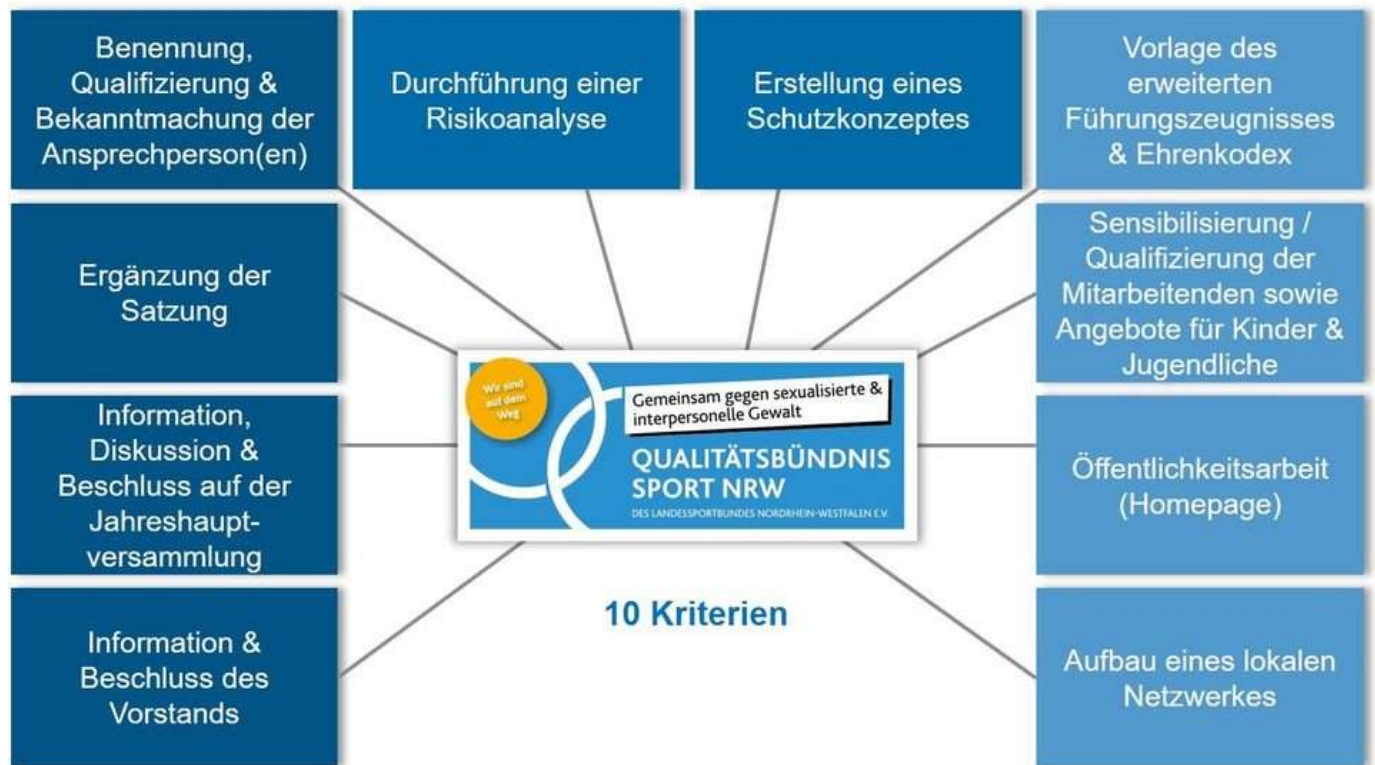 Benennung,
Qualifizierung &
Bekanntmachung der
Ansprechperson(en)
Durchführung einer
Risikoanalyse
Erstellung eines
Schutzkonzeptes
Vorlage des
erweiterten
Führungszeugnisses
& Ehrenkodex
Ergänzung der
Satzung
Sensibilisierung /
Qualifizierung der
Mitarbeitenden sowie
Angebote für Kinder &
Jugendliche
Wir sind
auf dem
Weg
Gemeinsam gegen sexualisierte &
interpersonelle Gewalt
QUALITÄTSBÜNDNIS
SPORT NRW
DES LANDESSPORTBUNDES NORDRHEIN-WESTFALEN E.V.
Information,
Diskussion &
Beschluss auf der
Jahreshaupt-
versammlung
Öffentlichkeitsarbeit
(Homepage)
10 Kriterien
Information &
Beschluss des
Vorstands
Aufbau eines lokalen
Netzwerkes